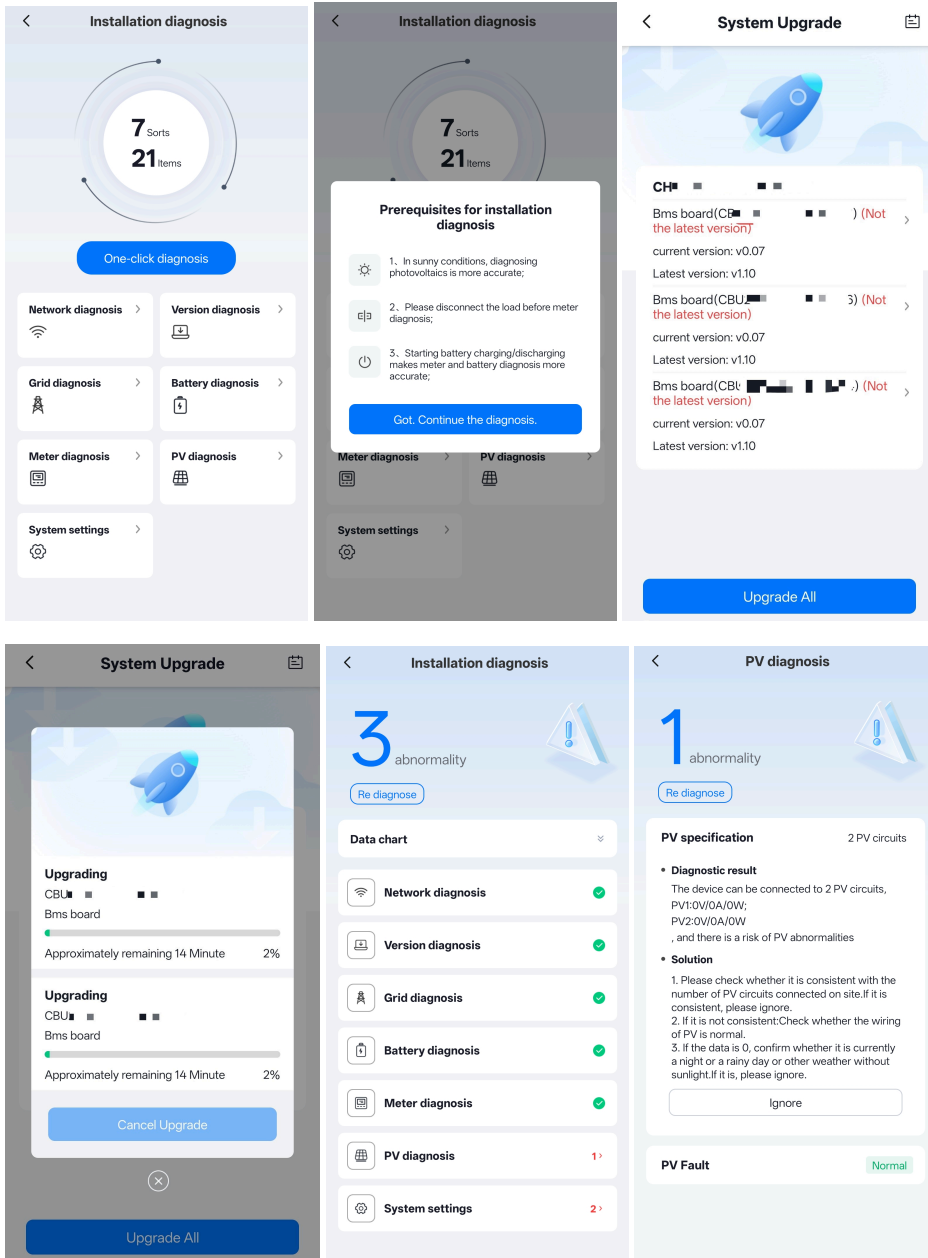 Installation diagnosis
7 Sorts
21 Items
One-click diagnosis
Network diagnosis
Version diagnosis
Grid diagnosis
Battery diagnosis
Meter diagnosis
PV diagnosis
System settings
Installation diagnosis
7 Sorts
21 Items
Prerequisites for installation
diagnosis
1、In sunny conditions, diagnosing
photovoltaics is more accurate;
2、Please disconnect the load before meter
diagnosis;
3、Starting battery charging/discharging
makes meter and battery diagnosis more
accurate;
Got. Continue the diagnosis.
Meter diagnosis
PV diagnosis
System settings
System Upgrade
CH
Bms board(CB ) (Not
the latest version)
current version: v0.07
Latest version: v1.10
Bms board(CBU ) (Not
the latest version)
current version: v0.07
Latest version: v1.10
Bms board(CBU ) (Not
the latest version)
current version: v0.07
Latest version: v1.10
Upgrade All
System Upgrade
Upgrading
CBU
Bms board
Approximately remaining 14 Minute 2%
Upgrading
CBU
Bms board
Approximately remaining 14 Minute 2%
Cancel Upgrade
Upgrade All
Installation diagnosis
3 abnormality
Re diagnose
Data chart
Network diagnosis
Version diagnosis
Grid diagnosis
Battery diagnosis
Meter diagnosis
PV diagnosis 1
System settings 2
PV diagnosis
1 abnormality
Re diagnose
PV specification 2 PV circuits
Diagnostic result
The device can be connected to 2 PV circuits,
PV1:0V/0A/0W;
PV2:0V/0A/0W
, and there is a risk of PV abnormalities
Solution
1. Please check whether it is consistent with the
number of PV circuits connected on site.If it is
consistent, please ignore.
2. If it is not consistent:Check whether the wiring
of PV is normal.
3. If the data is 0, confirm whether it is currently
a night or a rainy day or other weather without
sunlight.If it is, please ignore.
Ignore
PV Fault Normal